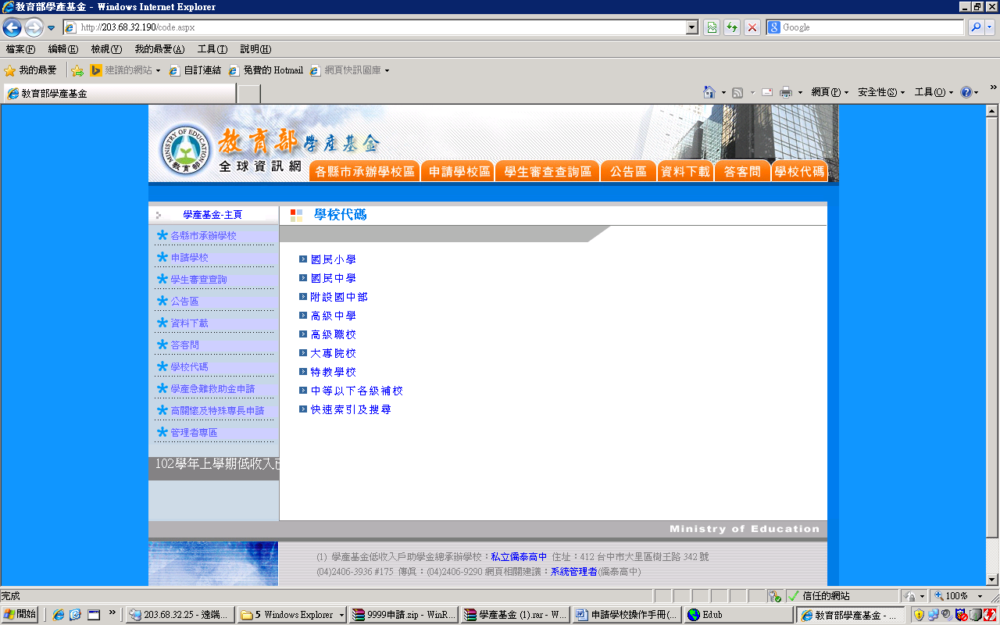 教育部學產基金 - Windows Internet Explorer
http://203.68.32.190/code.aspx
Google
檔案(F) 編輯(E) 檢視(V) 我的最愛(A) 工具(T) 說明(H)
我的最愛 建議的網站 自訂連結 免費的 Hotmail 網頁快訊圖庫
教育部學產基金
網頁(P) 安全性(S) 工具(O)
MINISTRY OF EDUCATION 教育部
教育部學產基金
全球資訊網
各縣市承辦學校區 申請學校區 學生審查查詢區 公告區 資料下載 答客問 學校代碼
學產基金-主頁
各縣市承辦學校
申請學校
學生審查查詢
公告區
資料下載
答客問
學校代碼
學產急難救助金申請
高關懷及特殊專長申請
管理者專區
102學年上學期低收入已
學校代碼
國民小學
國民中學
附設國中部
高級中學
高級職校
大專院校
特教學校
中等以下各級補校
快速索引及搜尋
Ministry of Education
(1) 學產基金低收入戶助學金總承辦學校：私立僑泰高中 住址：412 台中市大里區樹王路 342 號
(04)2406-3936 #175 傳真：(04)2406-9290 網頁相關建議：系統管理者(僑泰高中)
完成
信任的網站
100%
開始
203.68.32.25 - 遠端...
5 Windows Explorer
9999申請.zip - WinR...
學產基金 (1).rar - W...
申請學校操作手冊(...
Edub
教育部學產基金 - ...